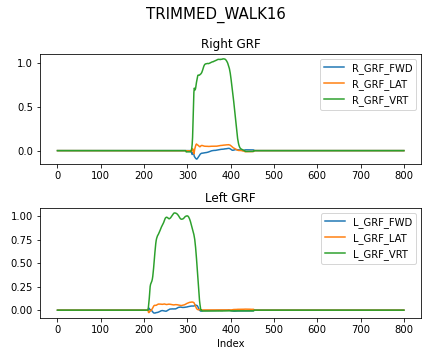 TRIMMED_WALK16
Right GRF
1.0
0.5
0.0
R_GRF_FWD
R_GRF_LAT
R_GRF_VRT
0 100 200 300 400 500 600 700 800
Left GRF
1.00
0.75
0.50
0.25
0.00
L_GRF_FWD
L_GRF_LAT
L_GRF_VRT
0 100 200 300 400 500 600 700 800
Index